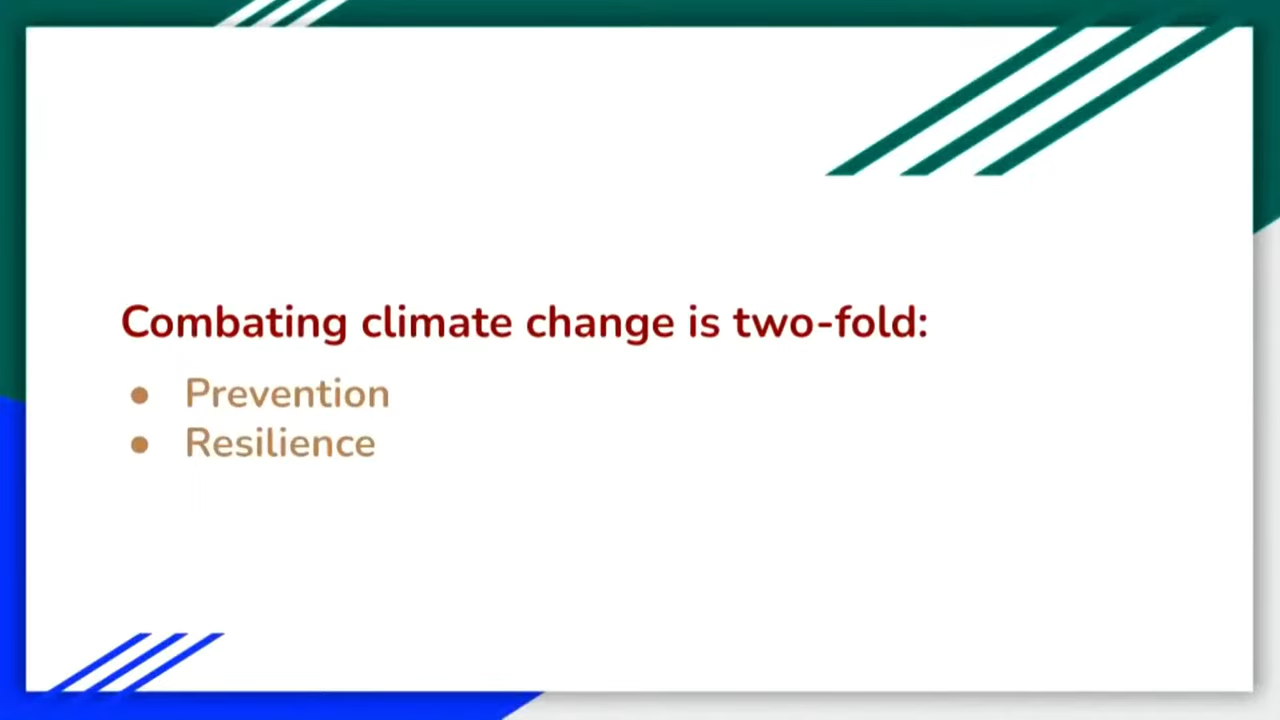 Combating climate change is two-fold:
● Prevention
● Resilience